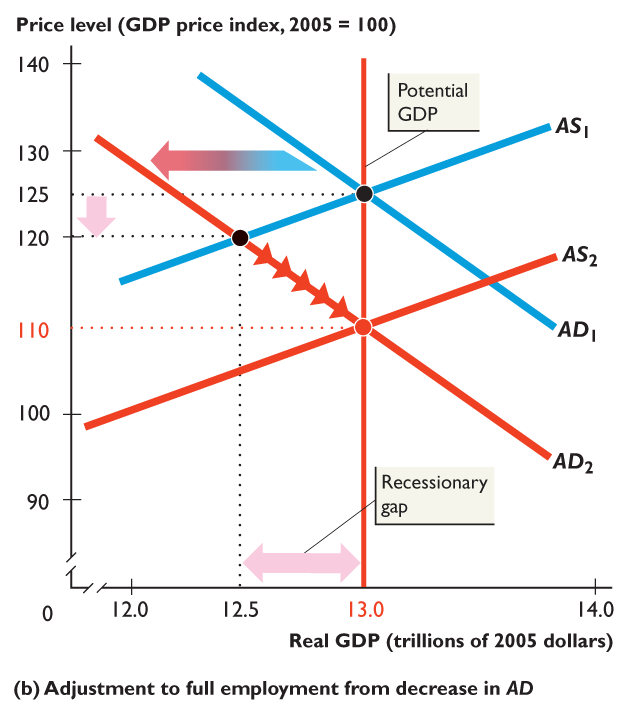 Price level (GDP price index, 2005 = 100)
140
Potential
GDP
AS1
130
125
120
AS2
110
AD1
100
AD2
Recessionary
gap
90
0
12.0
12.5
13.0
14.0
Real GDP (trillions of 2005 dollars)
(b) Adjustment to full employment from decrease in AD